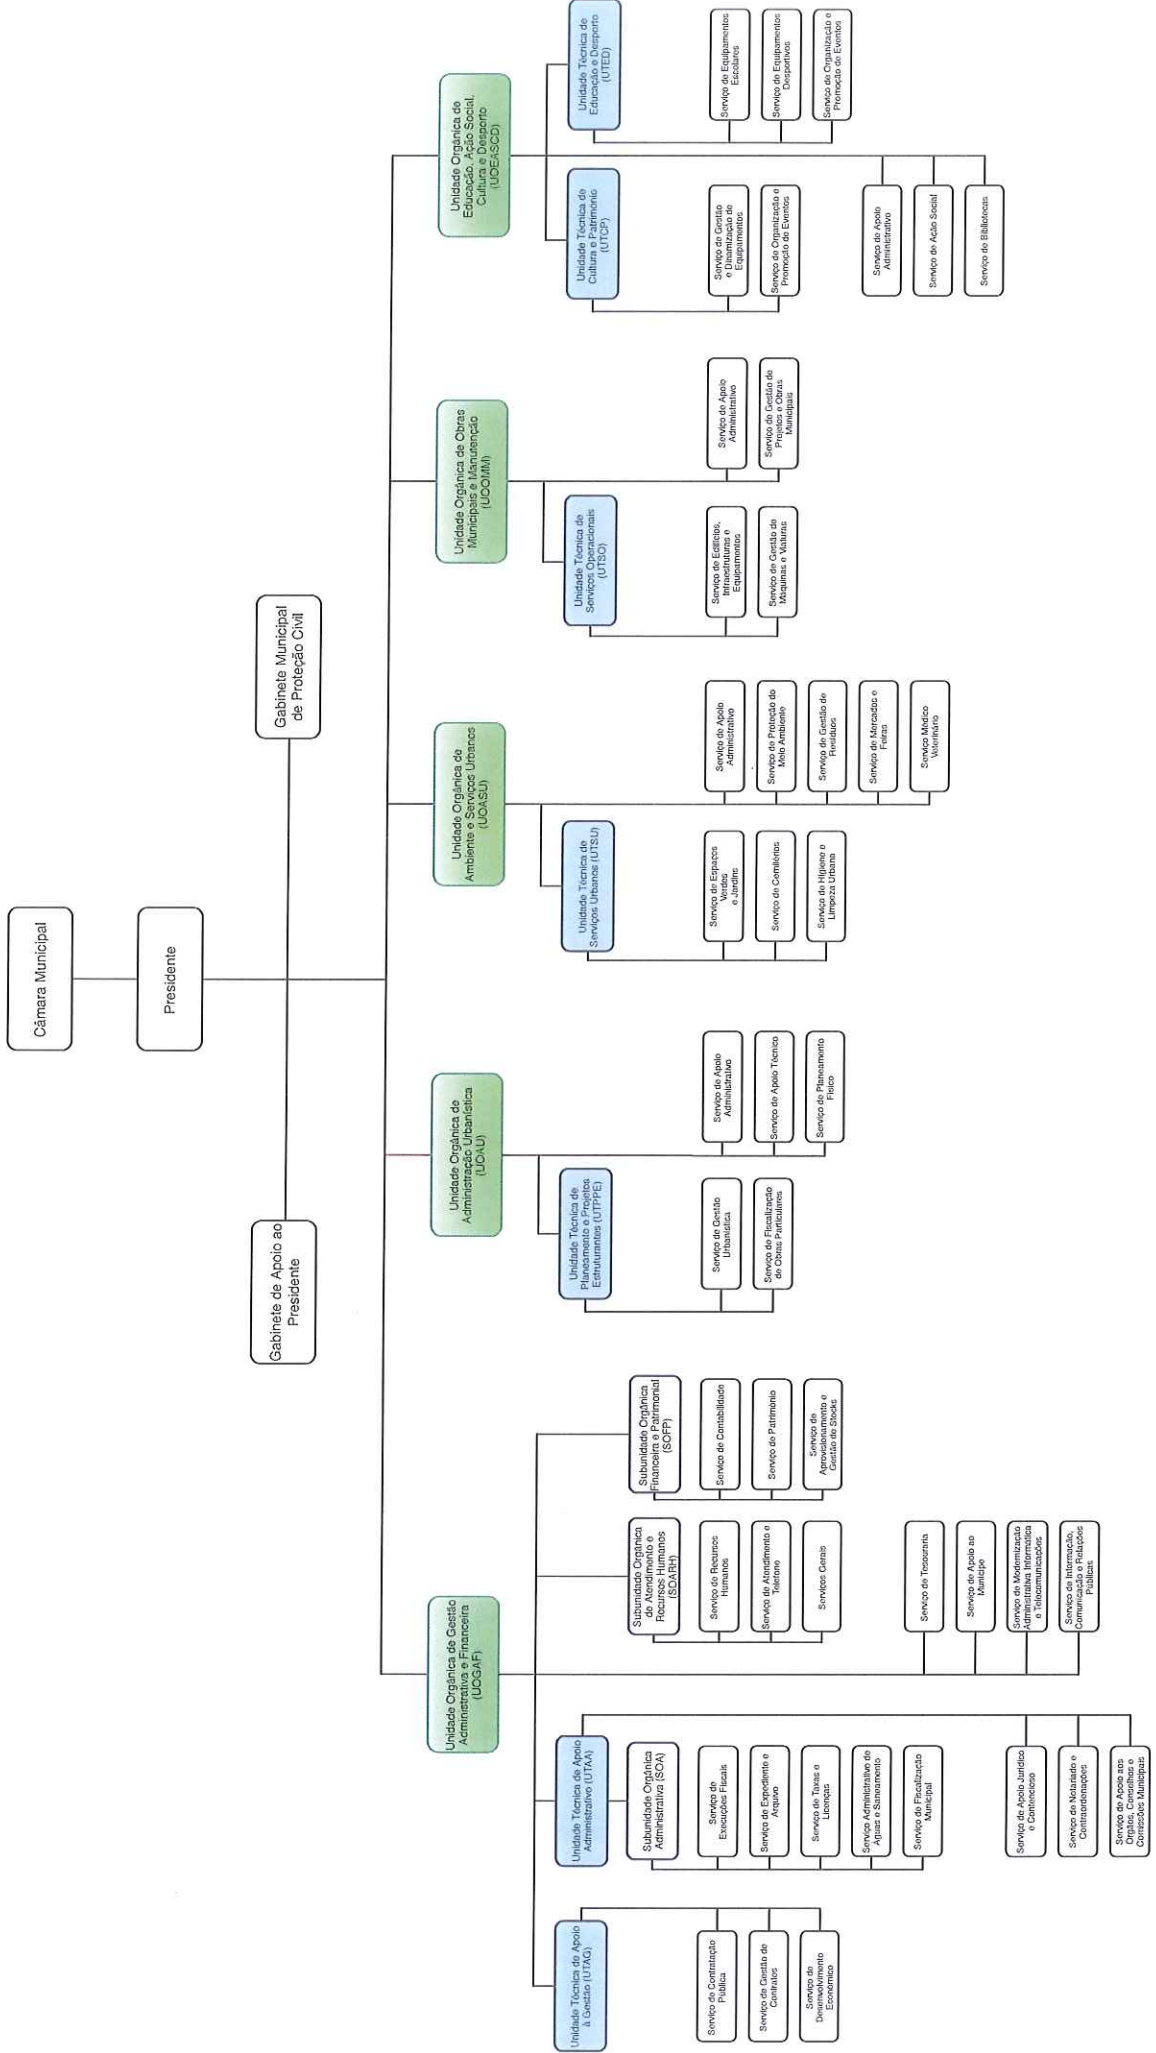 Câmara Municipal
Presidente
Gabinete de Apoio ao
Presidente
Gabinete Municipal
de Proteção Civil
Unidade Orgânica de Gestão
Administrativa e Financeira
(UOGAF)
Unidade Técnica de Apoio
à Gestão (UTAG)
Serviço de Contratação
Pública
Serviço de Gestão de
Contratos
Serviço de
Desenvolvimento
Económico
Unidade Técnica de Apoio
Administrativo (UTAA)
Subunidade Orgânica
Administrativa (SOA)
Serviço de
Execuções Fiscais
Serviço de Expediente e
Arquivo
Serviço de Taxas e
Licenças
Serviço Administrativo de
Águas e Saneamento
Serviço de Fiscalização
Municipal
Serviço de Apoio Jurídico
e Contencioso
Serviço de Notariado e
Contraordenações
Serviço de Apoio aos
Orgãos, Conselhos e
Comissões Municipais
Subunidade Orgânica
de Atendimento e
Recursos Humanos
(SOARH)
Serviço de Recursos
Humanos
Serviço de Atendimento e
Telefone
Serviços Gerais
Subunidade Orgânica
Financeira e Patrimonial
(SOFP)
Serviço de Contabilidade
Serviço de Património
Serviço de
Aprovisionamento e
Gestão de Stocks
Serviço de Tesouraria
Serviço de Apoio ao
Munícipe
Serviço de Modernização
Administrativa Informática
e Telecomunicações
Serviço de Informação,
Comunicação e Relações
Públicas
Unidade Orgânica de
Administração Urbanística
(UOAU)
Unidade Técnica de
Planeamento e Projetos
Estruturantes (UTPPE)
Serviço de Gestão
Urbanística
Serviço de Fiscalização
de Obras Particulares
Serviço de Apoio
Administrativo
Serviço de Apoio Técnico
Serviço de Planeamento
Físico
Unidade Orgânica de
Ambiente e Serviços Urbanos
(UOASU)
Unidade Técnica de
Serviços Urbanos (UTSU)
Serviço de Espaços
Verdes
e Jardins
Serviço de Cemitérios
Serviço de Higiene e
Limpeza Urbana
Serviço de Apoio
Administrativo
Serviço de Proteção do
Meio Ambiente
Serviço de Gestão de
Resíduos
Serviço de Mercados e
Feiras
Serviço Médico
Veterinário
Unidade Orgânica de Obras
Municipais e Manutenção
(UOOMM)
Unidade Técnica de
Serviços Operacionais
(UTSO)
Serviço de Edifícios,
Infraestruturas e
Equipamentos
Serviço de Gestão de
Máquinas e Viaturas
Serviço de Apoio
Administrativo
Serviço de Gestão de
Projetos e Obras
Municipais
Unidade Orgânica de
Educação, Ação Social,
Cultura e Desporto
(UOEASCD)
Unidade Técnica de
Cultura e Património
(UTCP)
Serviço de Gestão
e Dinamização de
Equipamentos
Serviço de Organização e
Promoção de Eventos
Unidade Técnica de
Educação e Desporto
(UTED)
Serviço de Equipamentos
Escolares
Serviço de Equipamentos
Desportivos
Serviço de Organização e
Promoção de Eventos
Serviço de Apoio
Administrativo
Serviço de Ação Social
Serviço de Bibliotecas